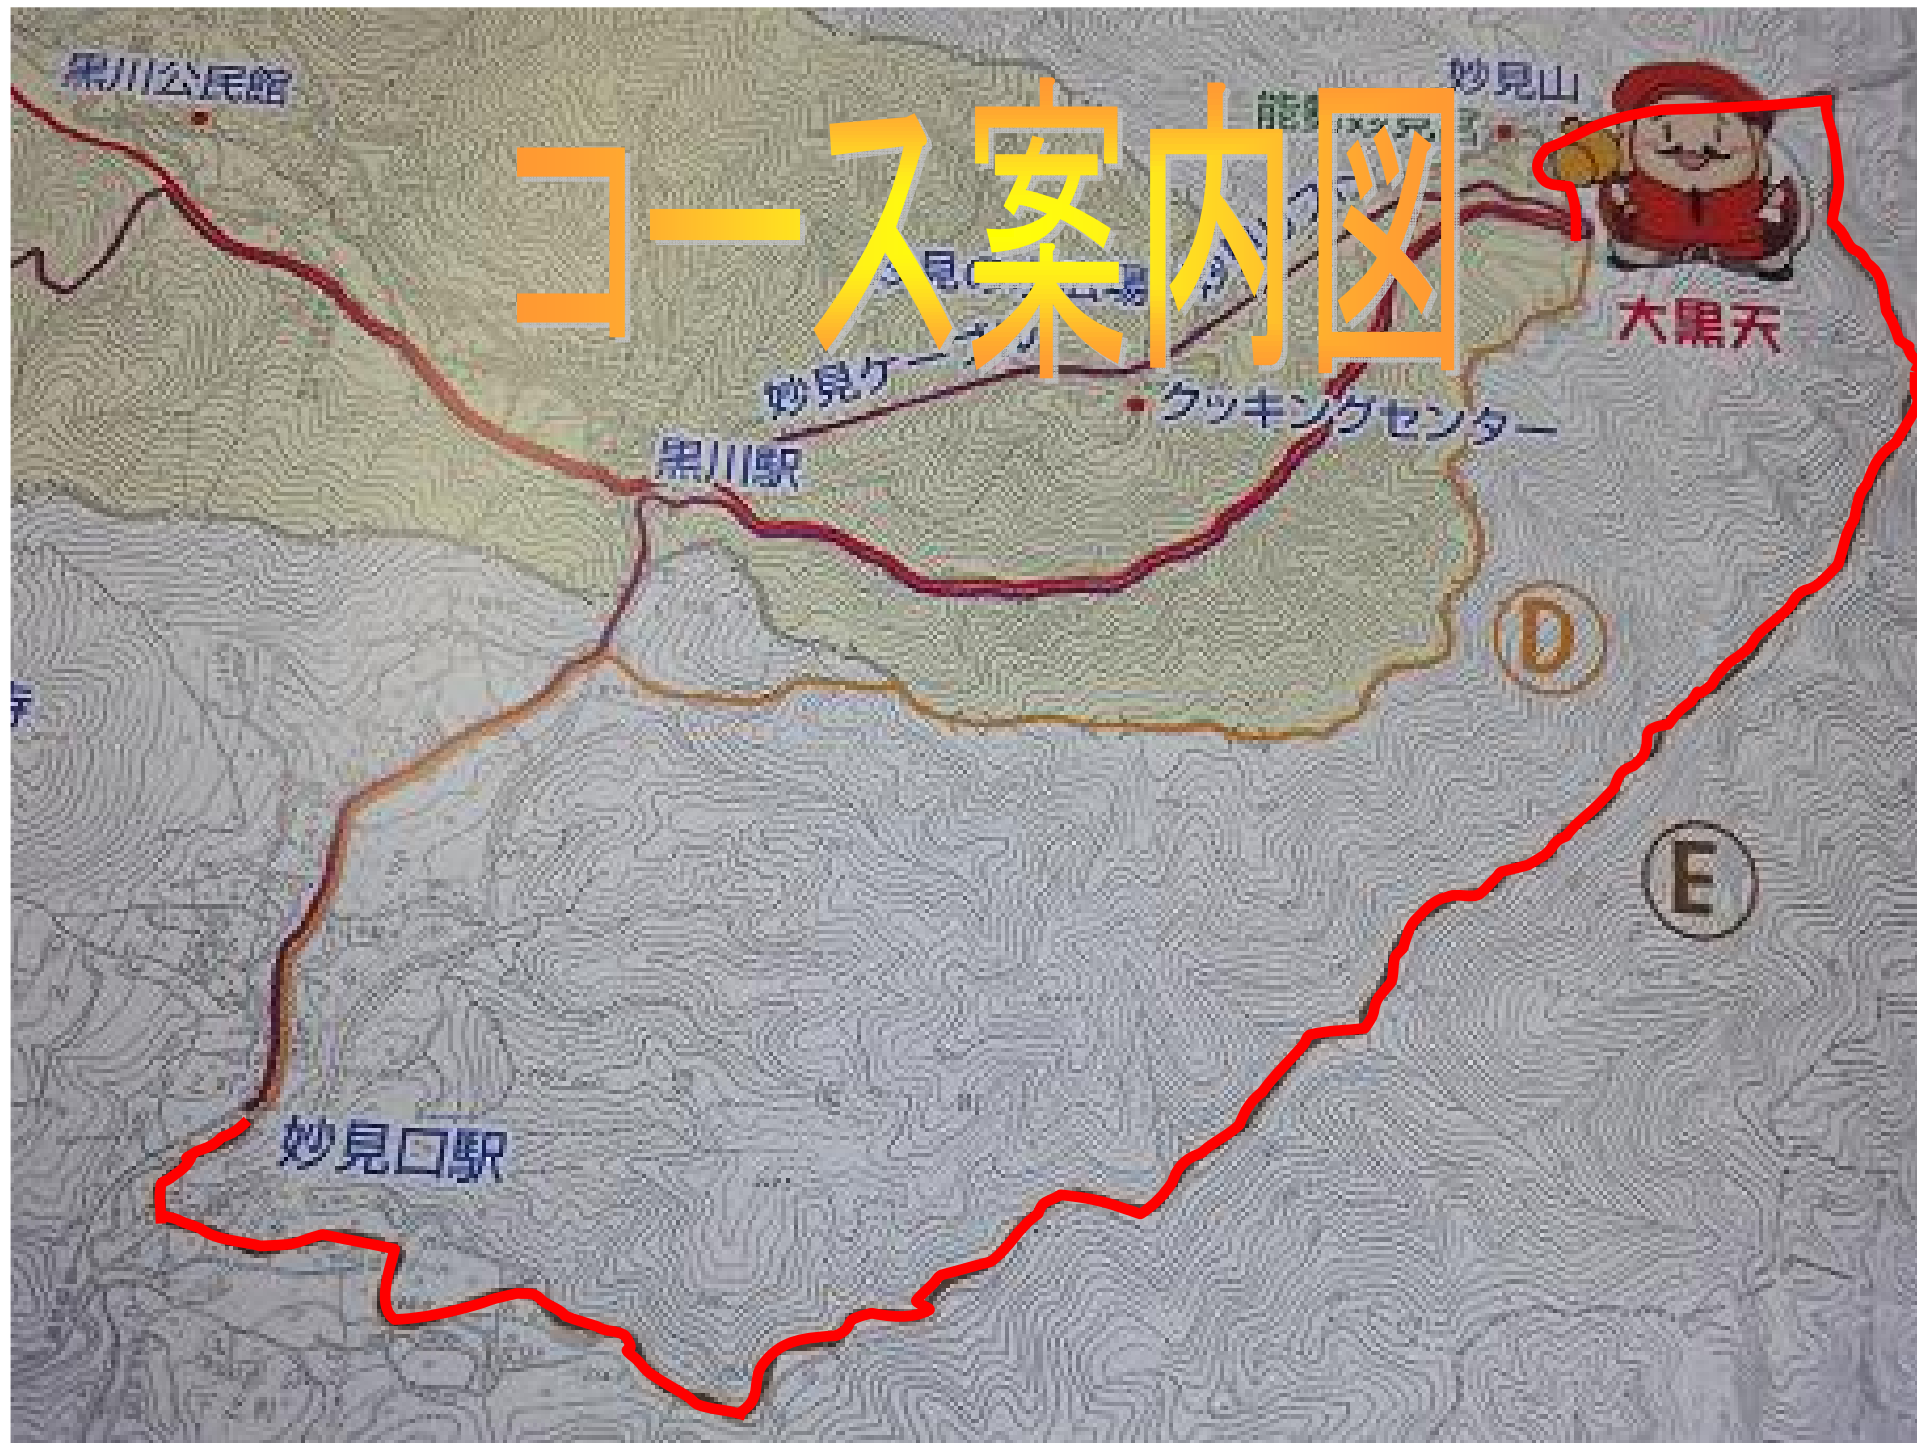 黒川公民館
妙見山
コース案内図
大黒天
妙見ケーブル
クッキングセンター
黒川駅
D
寺
E
妙見口駅